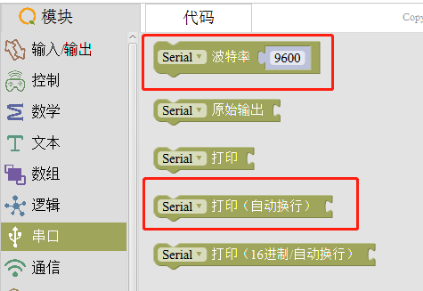 模块
代码
Copy
输入/输出
控制
数学
文本
数组
逻辑
串口
通信
Serial 波特率 9600
Serial 原始输出
Serial 打印
Serial 打印（自动换行）
Serial 打印（16进制/自动换行）